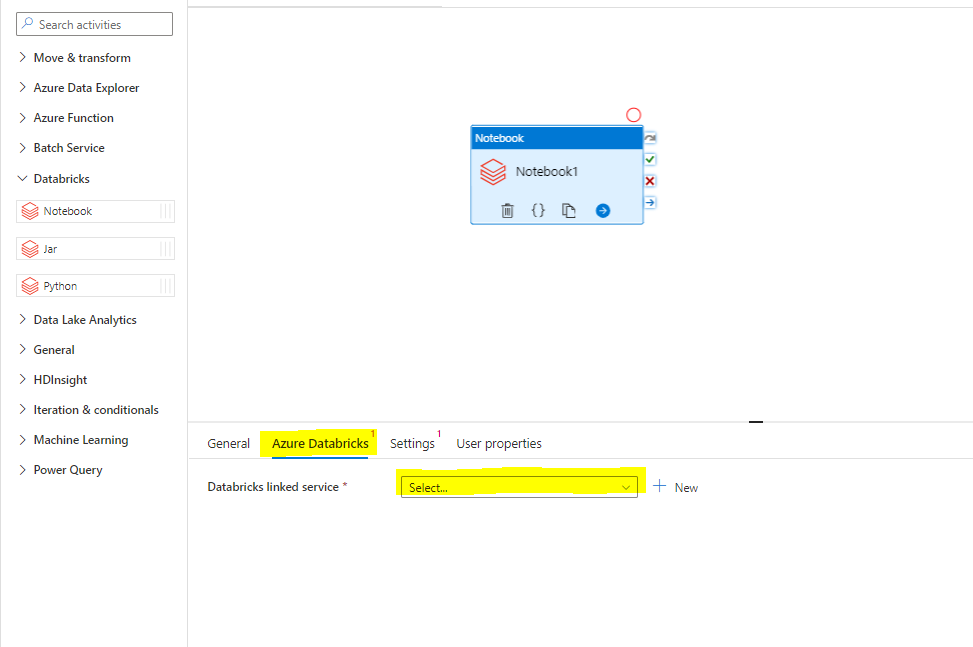 Search activities
Move & transform
Azure Data Explorer
Azure Function
Batch Service
Databricks
Notebook
Jar
Python
Data Lake Analytics
General
HDInsight
Iteration & conditionals
Machine Learning
Power Query
Notebook
Notebook1
{}
General
Azure Databricks 1
Settings 1
User properties
Databricks linked service *
Select...
New